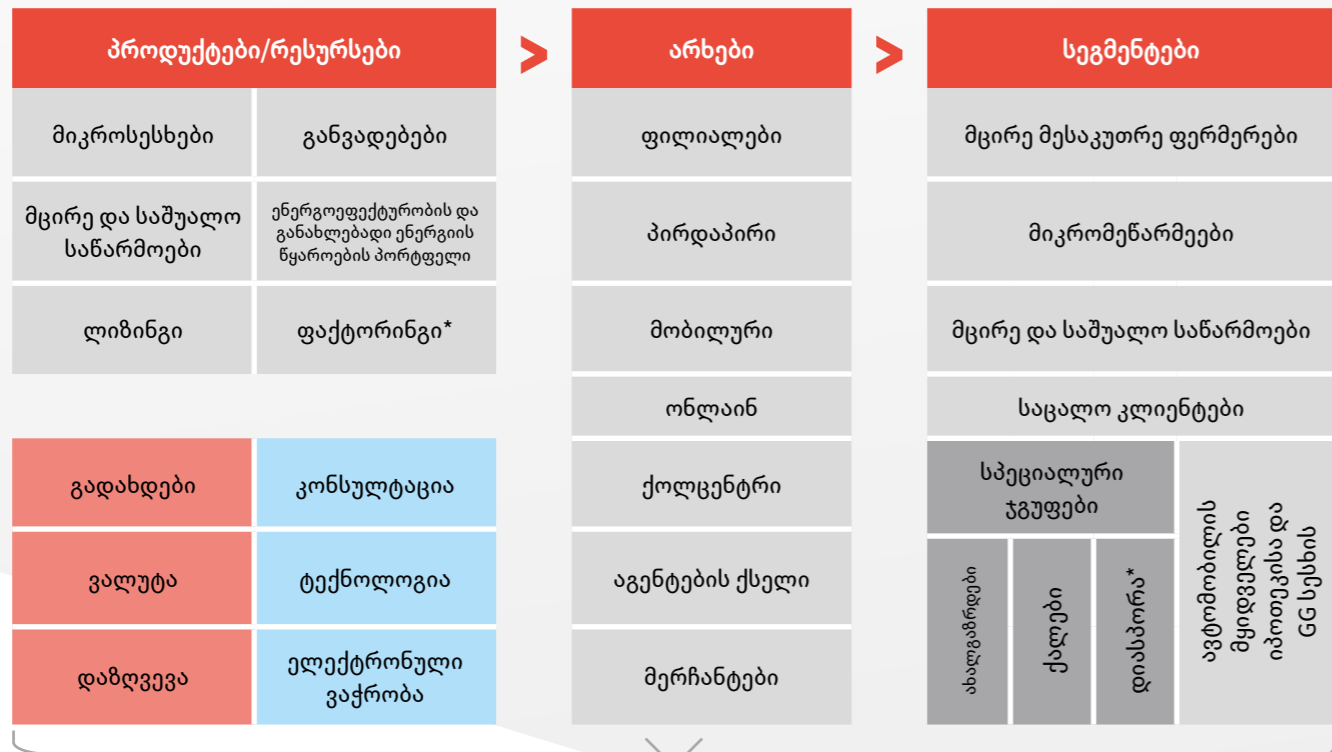 პროდუქტები/რესურსები
>
არხები
>
სეგმენტები
მიკროსესხები
განვადებები
მცირე და საშუალო
საწარმოები
ენერგოეფექტურობის და
განახლებადი ენერგიის
წყაროების პორტფელი
ლიზინგი
ფაქტორინგი*
გადახდები
კონსულტაცია
ვალუტა
ტექნოლოგია
დაზღვევა
ელექტრონული
ვაჭრობა
ფილიალები
პირდაპირი
მობილური
ონლაინ
ქოლცენტრი
აგენტების ქსელი
მერჩანტები
მცირე მესაკუთრე ფერმერები
მიკრომეწარმეები
მცირე და საშუალო საწარმოები
საცალო კლიენტები
სპეციალური
ჯგუფები
ახალგაზრდები
ქალები
დიასპორა*
ავტომობილის
მყიდველები
იპოთეკისა და
GG სესხის